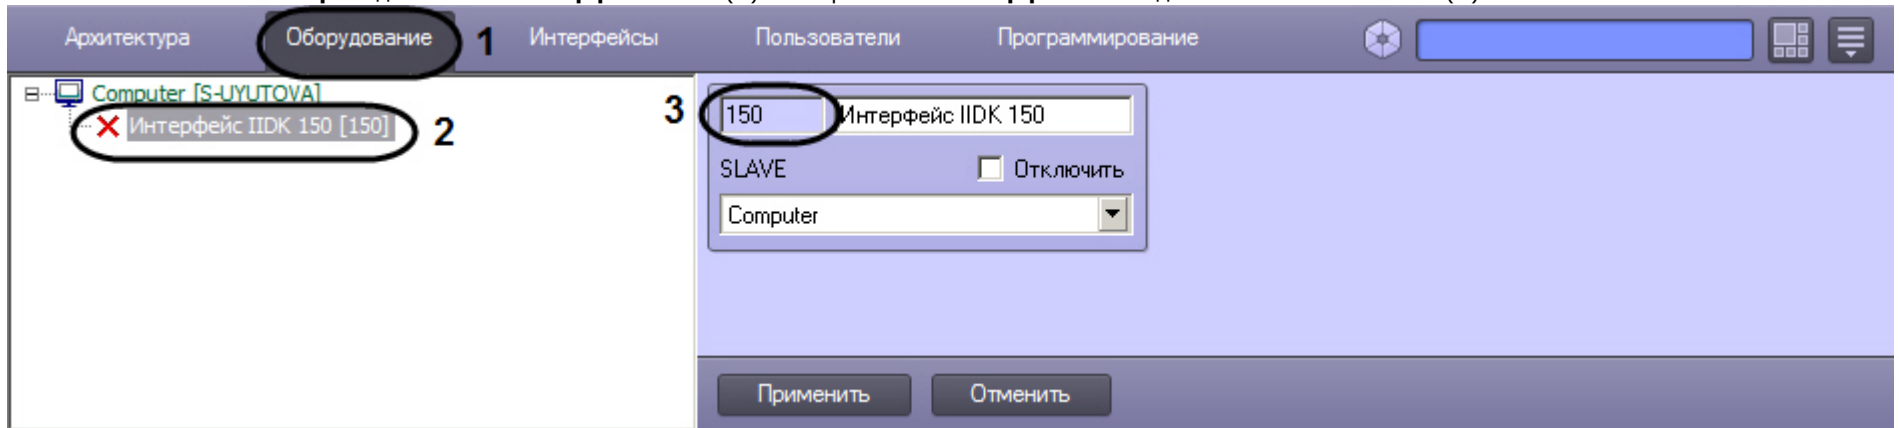 Архитектура Оборудование 1 Интерфейсы Пользователи Программирование
Computer [S-UYUTOVA]
Интерфейс IIDK 150 [150] 2
3 150 Интерфейс IIDK 150
SLAVE Отключить
Computer
Применить Отменить